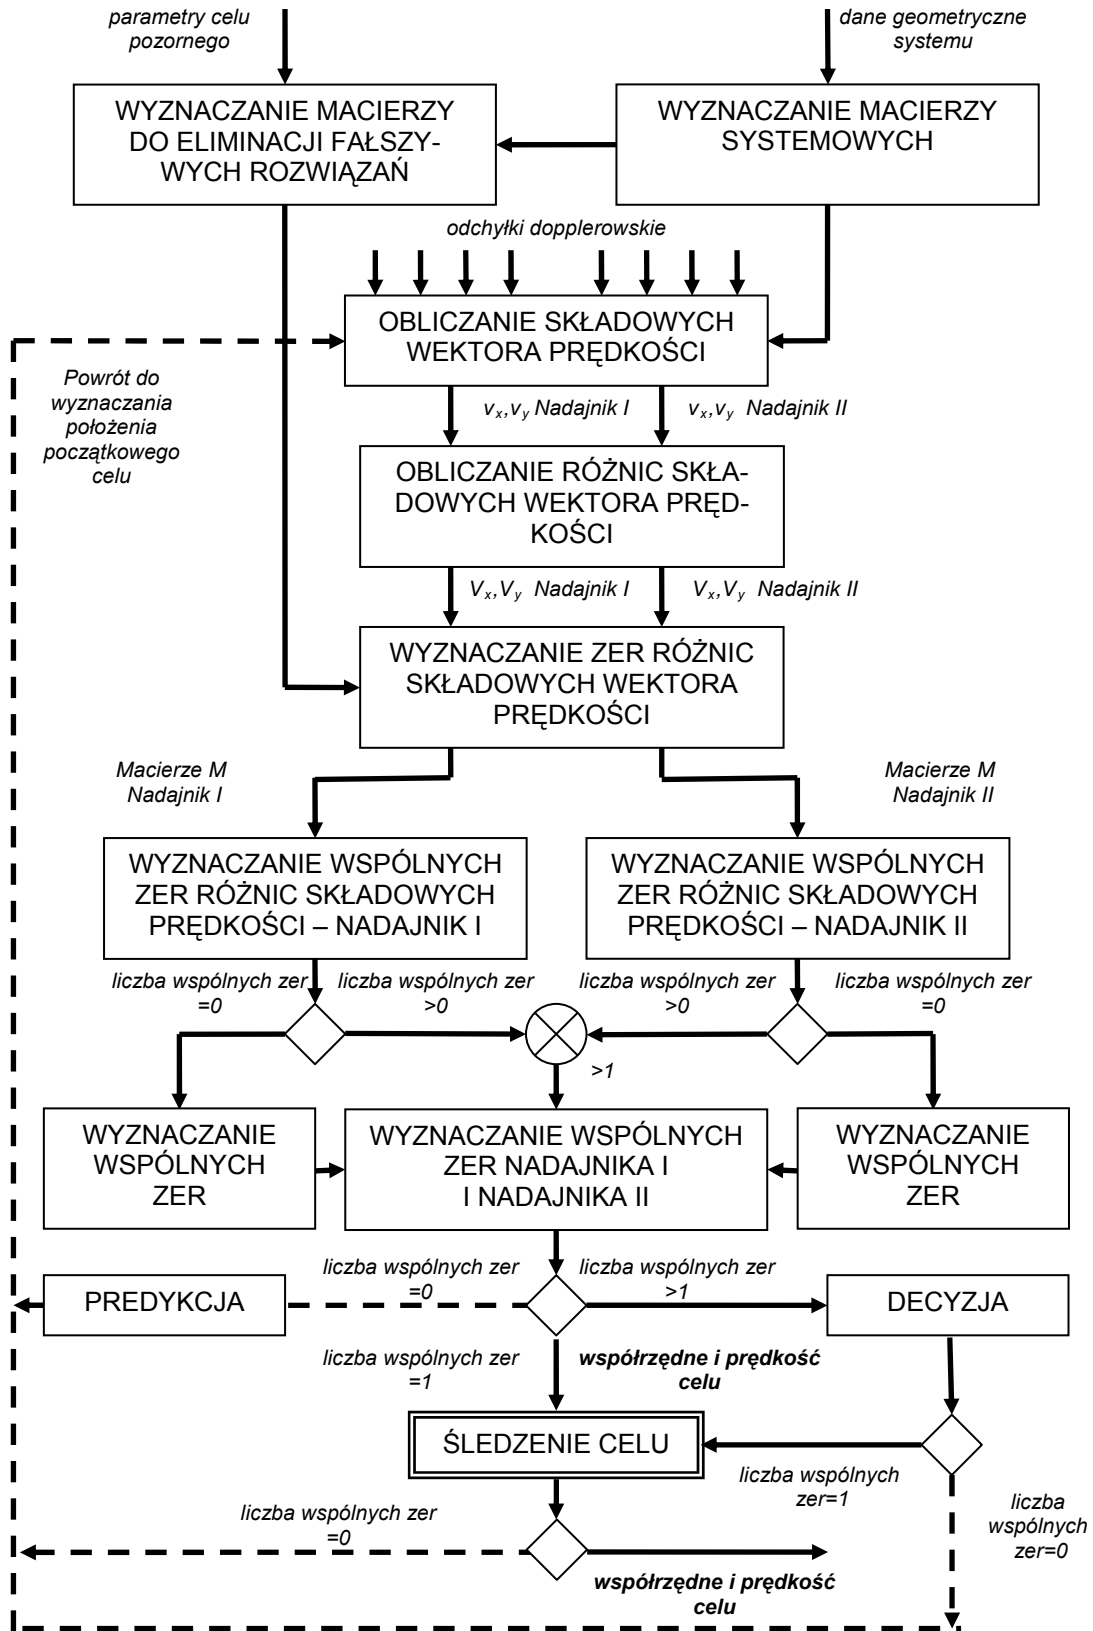 parametry celu
pozornego
dane geometryczne
systemu
WYZNACZANIE MACIERZY
DO ELIMINACJI FAŁSZY-
WYCH ROZWIĄZAŃ
WYZNACZANIE MACIERZY
SYSTEMOWYCH
odchyłki dopplerowskie
OBLICZANIE SKŁADOWYCH
WEKTORA PRĘDKOŚCI
Powrót do
wyznaczania
położenia
początkowego
celu
vₓ,vᵧ Nadajnik I
vₓ,vᵧ Nadajnik II
OBLICZANIE RÓŻNIC SKŁA-
DOWYCH WEKTORA PRĘD-
KOŚCI
Vₓ,Vᵧ Nadajnik I
Vₓ,Vᵧ Nadajnik II
WYZNACZANIE ZER RÓŻNIC
SKŁADOWYCH WEKTORA
PRĘDKOŚCI
Macierze M
Nadajnik I
Macierze M
Nadajnik II
WYZNACZANIE WSPÓLNYCH
ZER RÓŻNIC SKŁADOWYCH
PRĘDKOŚCI – NADAJNIK I
WYZNACZANIE WSPÓLNYCH
ZER RÓŻNIC SKŁADOWYCH
PRĘDKOŚCI – NADAJNIK II
liczba wspólnych zer
=0
liczba wspólnych zer
>0
liczba wspólnych zer
>0
liczba wspólnych zer
=0
>1
WYZNACZANIE
WSPÓLNYCH
ZER
WYZNACZANIE WSPÓLNYCH
ZER NADAJNIKA I
I NADAJNIKA II
WYZNACZANIE
WSPÓLNYCH
ZER
liczba wspólnych zer
=0
liczba wspólnych zer
>1
PREDYKCJA
DECYZJA
liczba wspólnych zer
=1
współrzędne i prędkość
celu
ŚLEDZENIE CELU
liczba wspólnych
zer=1
liczba
wspólnych
zer=0
liczba wspólnych zer
=0
współrzędne i prędkość
celu